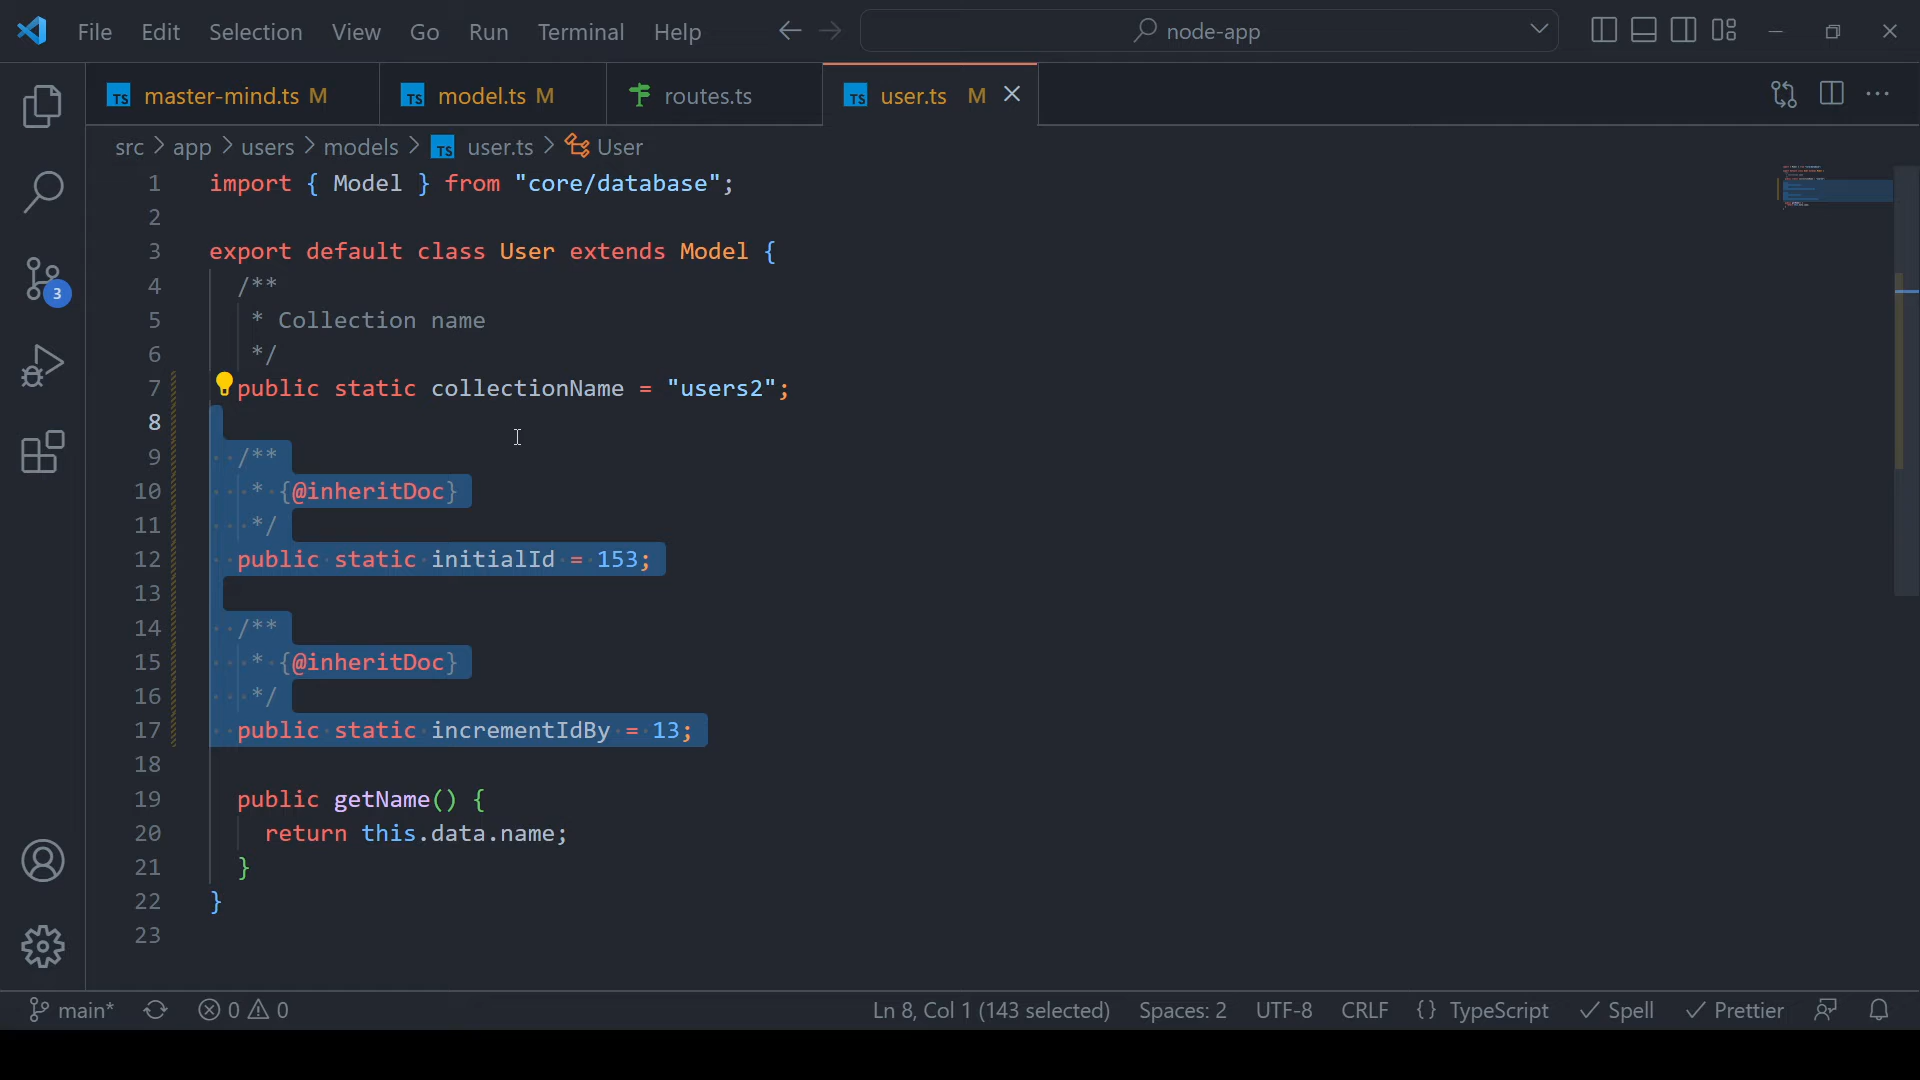 File Edit Selection View Go Run Terminal Help node-app
TS master-mind.ts M TS model.ts M routes.ts TS user.ts M
src > app > users > models > TS user.ts > User
1 import { Model } from "core/database";
2
3 export default class User extends Model {
4 /**
5 * Collection name
6 */
7 public static collectionName = "users2";
8
9 /**
10 * {@inheritDoc}
11 */
12 public static initialId = 153;
13
14 /**
15 * {@inheritDoc}
16 */
17 public static incrementIdBy = 13;
18
19 public getName() {
20 return this.data.name;
21 }
22 }
23
3
main* 0 0 Ln 8, Col 1 (143 selected) Spaces: 2 UTF-8 CRLF {} TypeScript Spell Prettier